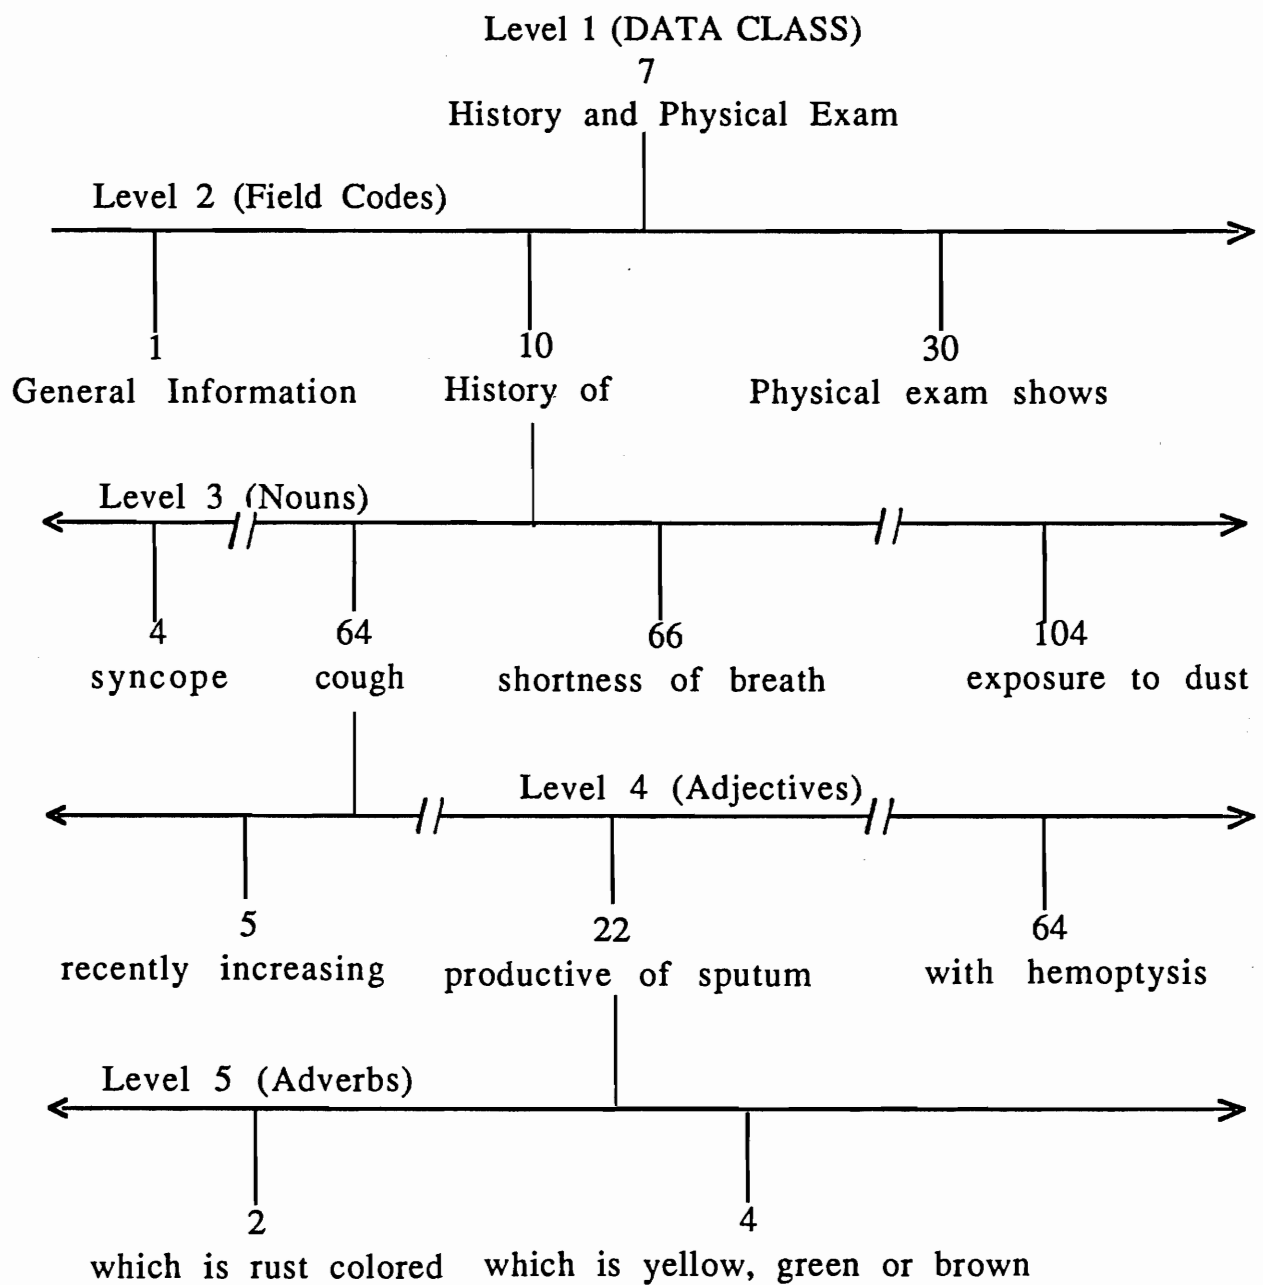 Level 1 (DATA CLASS)
7
History and Physical Exam
Level 2 (Field Codes)
1 10 30
General Information History of Physical exam shows
Level 3 (Nouns)
4 64 66 104
syncope cough shortness of breath exposure to dust
Level 4 (Adjectives)
5 22 64
recently increasing productive of sputum with hemoptysis
Level 5 (Adverbs)
2 4
which is rust colored which is yellow, green or brown